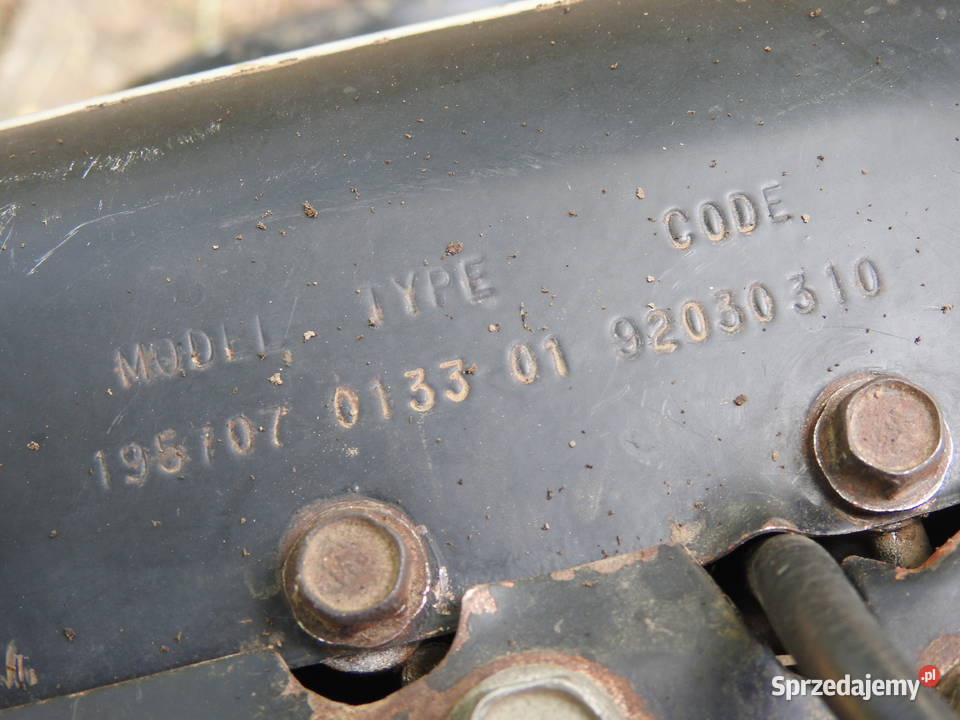 MODEL TYPE CODE
195707 0133 01 92030310
Sprzedajemy.pl